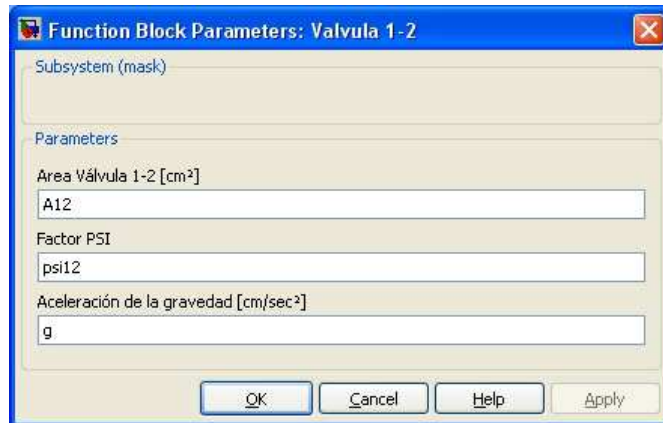 Function Block Parameters: Valvula 1-2
Subsystem (mask)
Parameters
Area Válvula 1-2 [cm²]
A12
Factor PSI
psi12
Aceleración de la gravedad [cm/sec²]
g
OK Cancel Help Apply